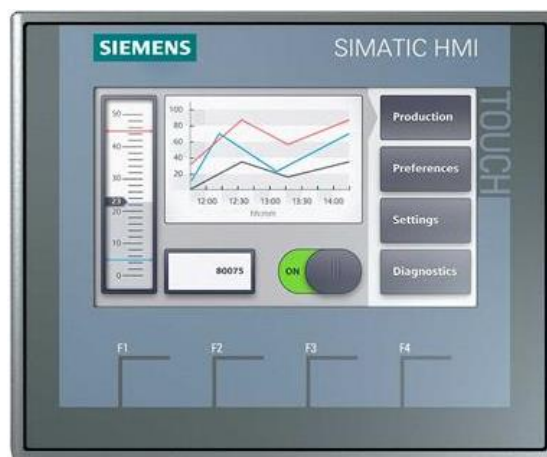 SIEMENS
SIMATIC HMI
TOUCH
50
40
30
23
20
10
0
100
80
60
40
20
12:00 12:30 13:00 13:30 14:00
hh:mm
Production
Preferences
Settings
Diagnostics
80075
ON
F1 F2 F3 F4